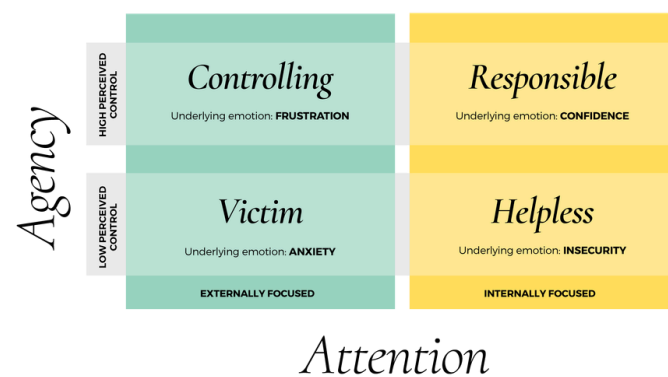 Agency
HIGH PERCEIVED
CONTROL
Controlling
Underlying emotion: FRUSTRATION
Responsible
Underlying emotion: CONFIDENCE
LOW PERCEIVED
CONTROL
Victim
Underlying emotion: ANXIETY
Helpless
Underlying emotion: INSECURITY
EXTERNALLY FOCUSED
INTERNALLY FOCUSED
Attention